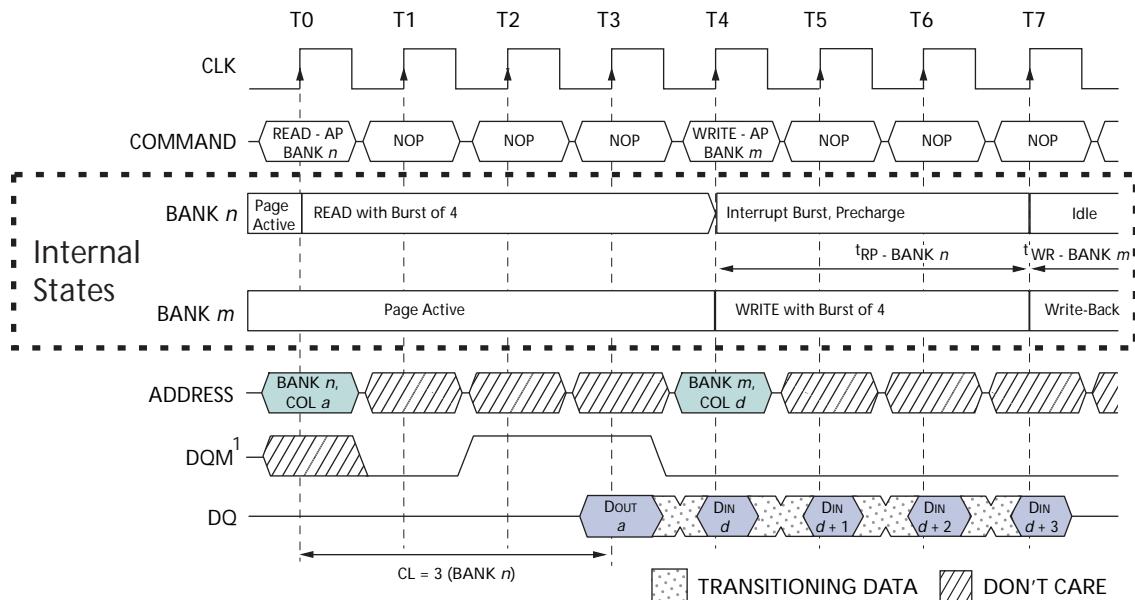 T0 T1 T2 T3 T4 T5 T6 T7
CLK
COMMAND READ - AP BANK n NOP NOP NOP WRITE - AP BANK m NOP NOP NOP
Internal States
BANK n Page Active READ with Burst of 4 Interrupt Burst, Precharge Idle
tRP - BANK n tWR - BANK m
BANK m Page Active WRITE with Burst of 4 Write-Back
ADDRESS BANK n, COL a BANK m, COL d
DQM1
DQ DOUT a DIN d DIN d + 1 DIN d + 2 DIN d + 3
CL = 3 (BANK n)
TRANSITIONING DATA DON'T CARE